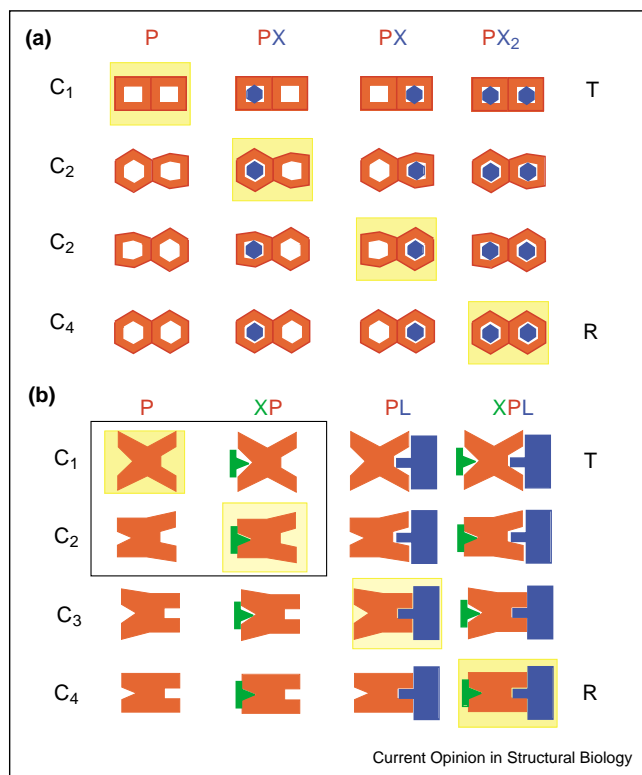 (a) P PX PX PX₂
C₁ T
C₂
C₂
C₄ R
(b) P XP PL XPL
C₁ T
C₂
C₃
C₄ R
Current Opinion in Structural Biology